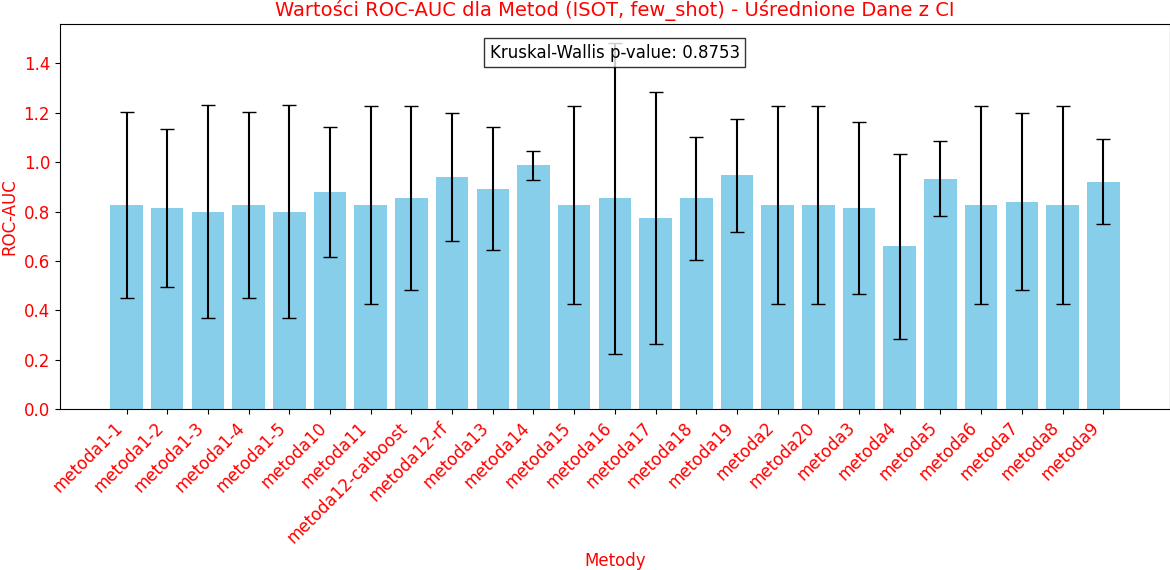 Wartości ROC-AUC dla Metod (ISOT, few_shot) - Uśrednione Dane z CI
Kruskal-Wallis p-value: 0.8753
ROC-AUC
1.4
1.2
1.0
0.8
0.6
0.4
0.2
0.0
metoda1-1
metoda1-2
metoda1-3
metoda1-4
metoda1-5
metoda10
metoda11
metoda12-catboost
metoda12-rf
metoda13
metoda14
metoda15
metoda16
metoda17
metoda18
metoda19
metoda2
metoda20
metoda3
metoda4
metoda5
metoda6
metoda7
metoda8
metoda9
Metody